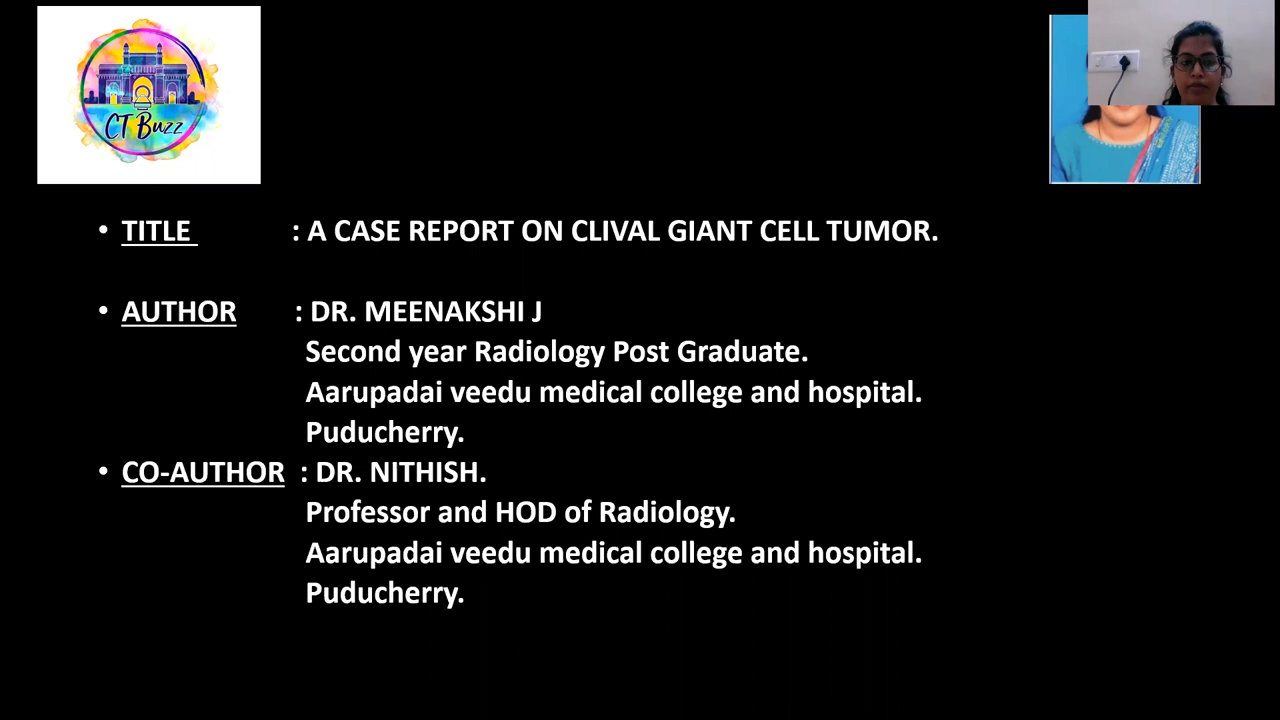 CT Buzz
• TITLE : A CASE REPORT ON CLIVAL GIANT CELL TUMOR.
• AUTHOR : DR. MEENAKSHI J
Second year Radiology Post Graduate.
Aarupadai veedu medical college and hospital.
Puducherry.
• CO-AUTHOR : DR. NITHISH.
Professor and HOD of Radiology.
Aarupadai veedu medical college and hospital.
Puducherry.